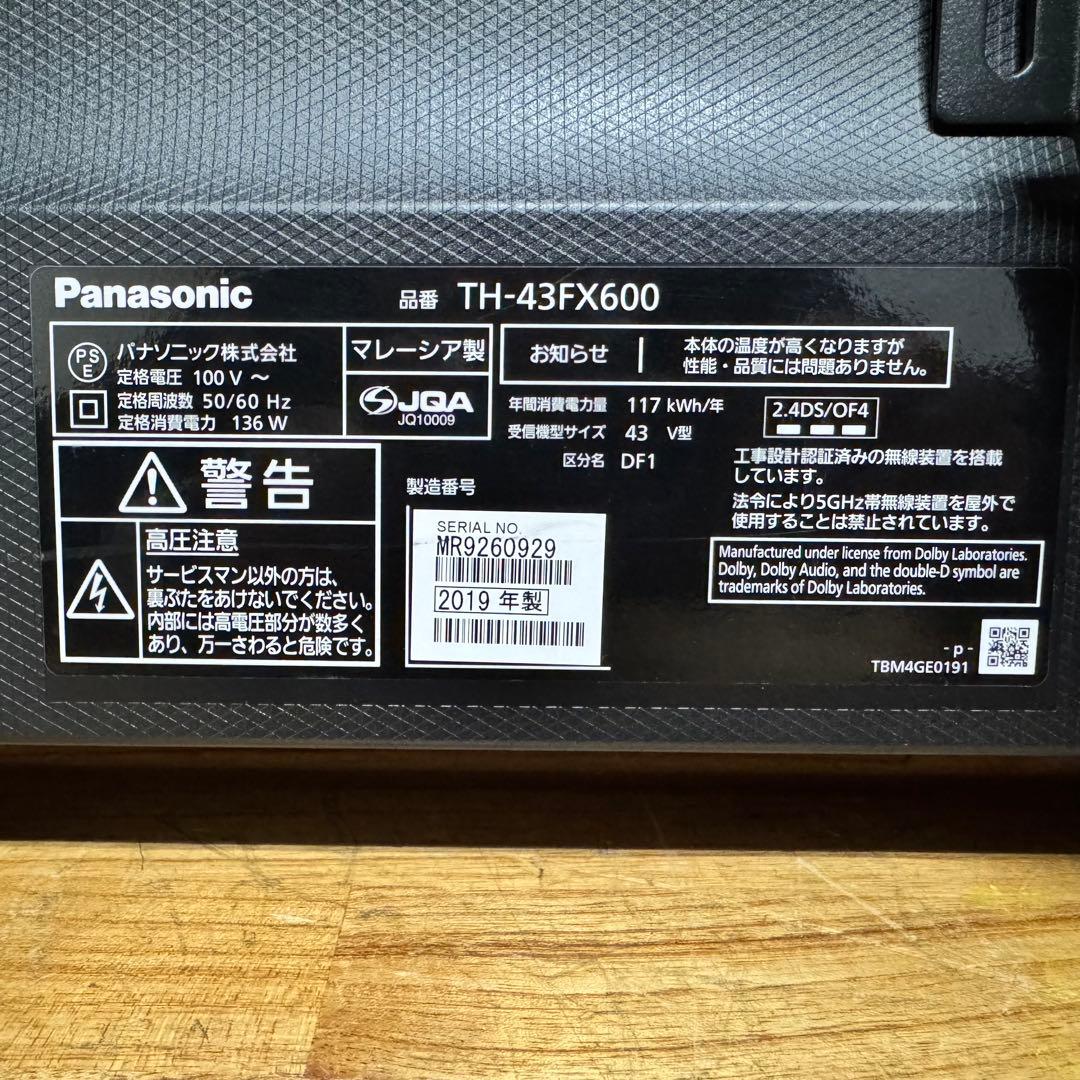 Panasonic
品番 TH-43FX600
PS E
パナソニック株式会社
定格電圧 100 V ～
定格周波数 50/60 Hz
定格消費電力 136 W
マレーシア製
JQA
JQ10009
お知らせ
本体の温度が高くなりますが
性能・品質には問題ありません。
年間消費電力量 117 kWh/年
受信機型サイズ 43 V型
区分名 DF1
2.4DS/OF4
工事設計認証済みの無線装置を搭載
しています。
法令により5GHz帯無線装置を屋外で
使用することは禁止されています。
警告
高圧注意
サービスマン以外の方は、
裏ぶたをあけないでください。
内部には高電圧部分が数多く
あり、万一さわると危険です。
製造番号
SERIAL NO.
MR9260929
2019 年製
Manufactured under license from Dolby Laboratories.
Dolby, Dolby Audio, and the double-D symbol are
trademarks of Dolby Laboratories.
- p -
TBM4GE0191